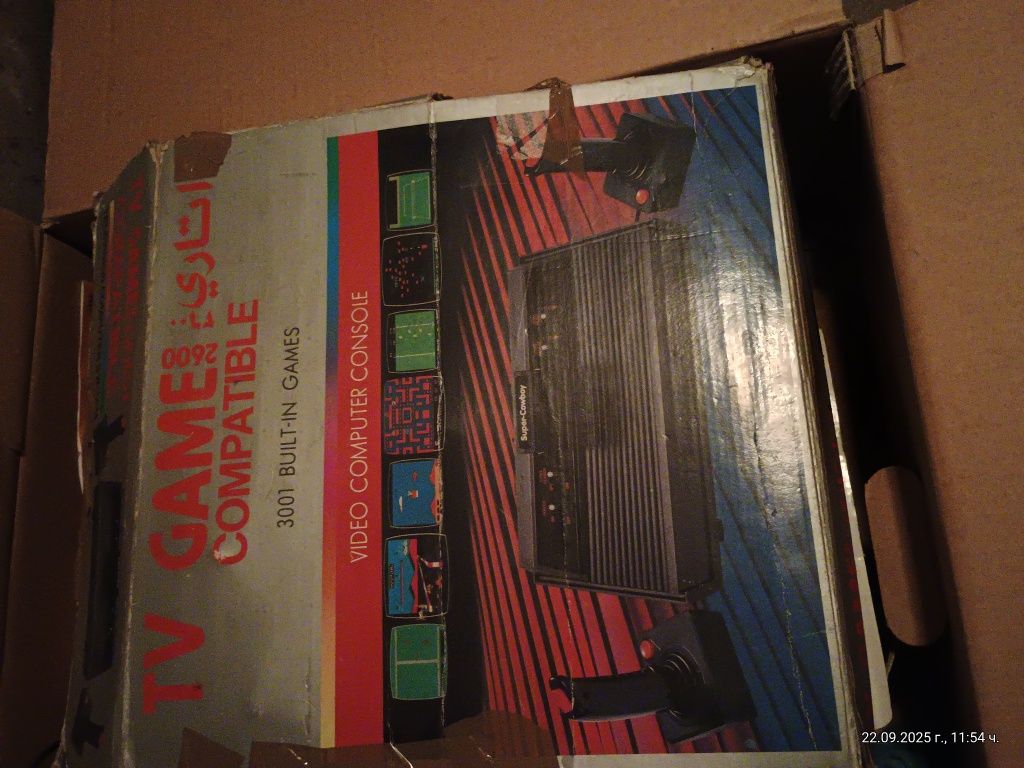 TV GAME 2600 اتاري
COMPATIBLE
3001 BUILT-IN GAMES
VIDEO COMPUTER CONSOLE
Super-Cowboy
22.09.2025 г., 11:54 ч.